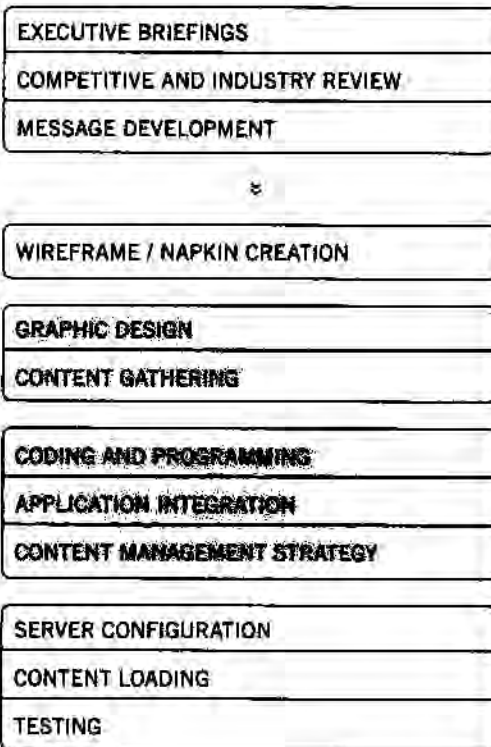 EXECUTIVE BRIEFINGS
COMPETITIVE AND INDUSTRY REVIEW
MESSAGE DEVELOPMENT
WIREFRAME / NAPKIN CREATION
GRAPHIC DESIGN
CONTENT GATHERING
CODING AND PROGRAMMING
APPLICATION INTEGRATION
CONTENT MANAGEMENT STRATEGY
SERVER CONFIGURATION
CONTENT LOADING
TESTING